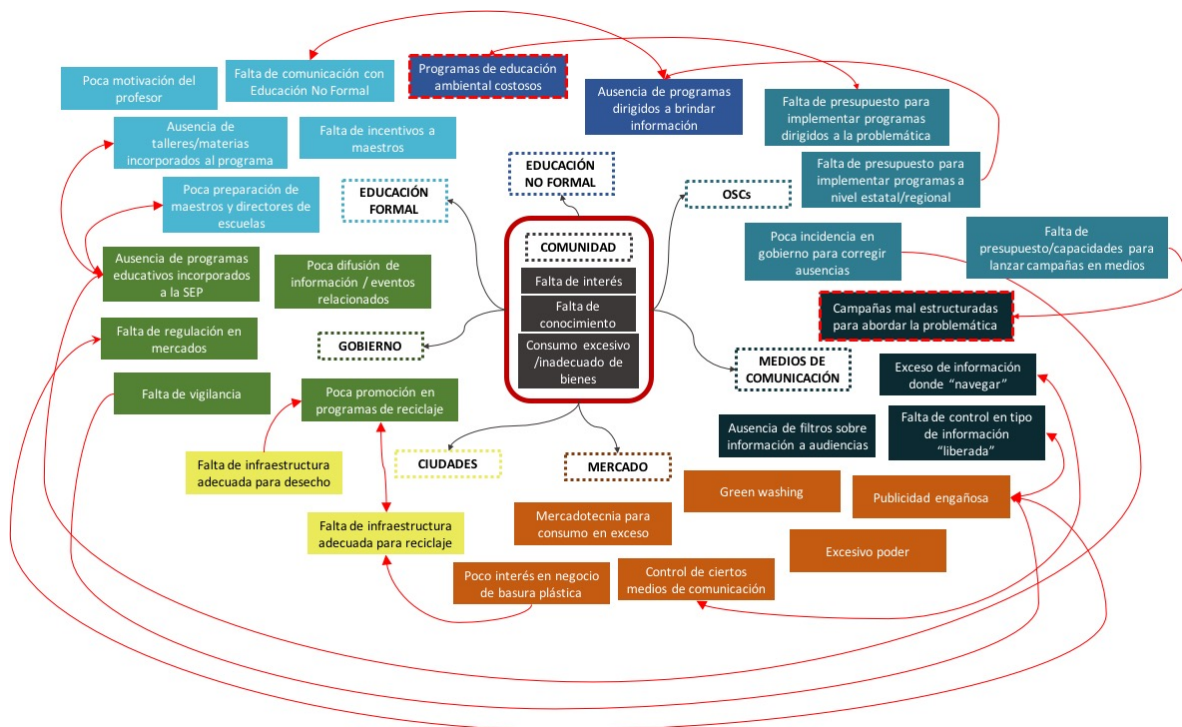 Poca motivación del
profesor
Falta de comunicación con
Educación No Formal
Programas de educación
ambiental costosos
Ausencia de programas
dirigidos a brindar
información
Falta de presupuesto para
implementar programas
dirigidos a la problemática
Ausencia de
talleres/materias
incorporados al programa
Falta de incentivos a
maestros
Falta de presupuesto para
implementar programas a
nivel estatal/regional
Poca preparación de
maestros y directores de
escuelas
EDUCACIÓN
FORMAL
EDUCACIÓN
NO FORMAL
OSCs
Ausencia de programas
educativos incorporados
a la SEP
Poca difusión de
información / eventos
relacionados
COMUNIDAD
Falta de interés
Falta de
conocimiento
Consumo excesivo
/inadecuado de
bienes
Poca incidencia en
gobierno para corregir
ausencias
Falta de
presupuesto/capacidades para
lanzar campañas en medios
Campañas mal estructuradas
para abordar la problemática
Falta de regulación en
mercados
GOBIERNO
MEDIOS DE
COMUNICACIÓN
Exceso de información
donde “navegar”
Falta de vigilancia
Poca promoción en
programas de reciclaje
Ausencia de filtros sobre
información a audiencias
Falta de control en tipo
de información
“liberada”
Falta de infraestructura
adecuada para desecho
CIUDADES
MERCADO
Green washing
Publicidad engañosa
Falta de infraestructura
adecuada para reciclaje
Mercadotecnia para
consumo en exceso
Excesivo poder
Poco interés en negocio
de basura plástica
Control de ciertos
medios de comunicación